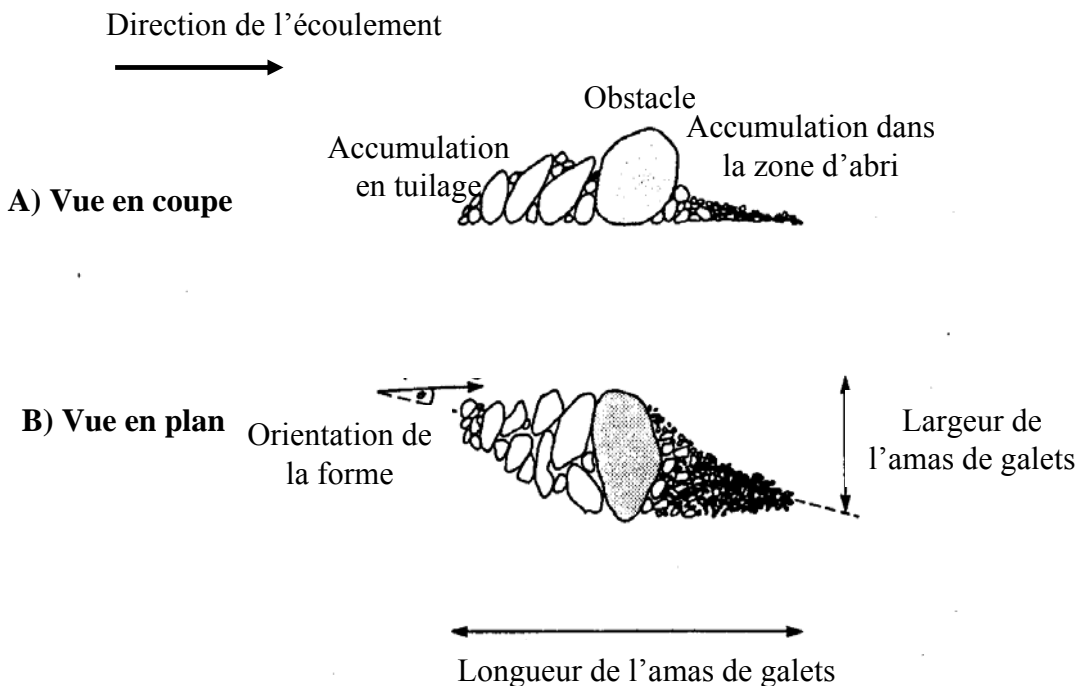 Direction de l’écoulement
Obstacle
Accumulation
en tuilage
Accumulation dans
la zone d’abri
A) Vue en coupe
B) Vue en plan
Orientation de
la forme
Largeur de
l’amas de galets
Longueur de l’amas de galets